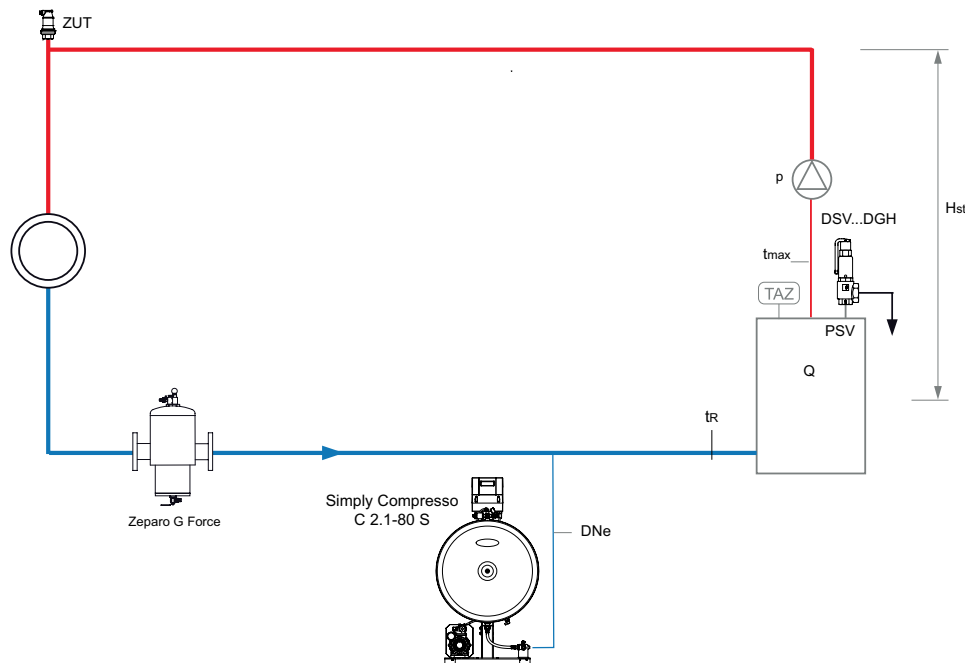 ZUT
p
Hst
DSV...DGH
tmax
TAZ
PSV
Q
tR
Zeparo G Force
Simply Compresso
C 2.1-80 S
DNe